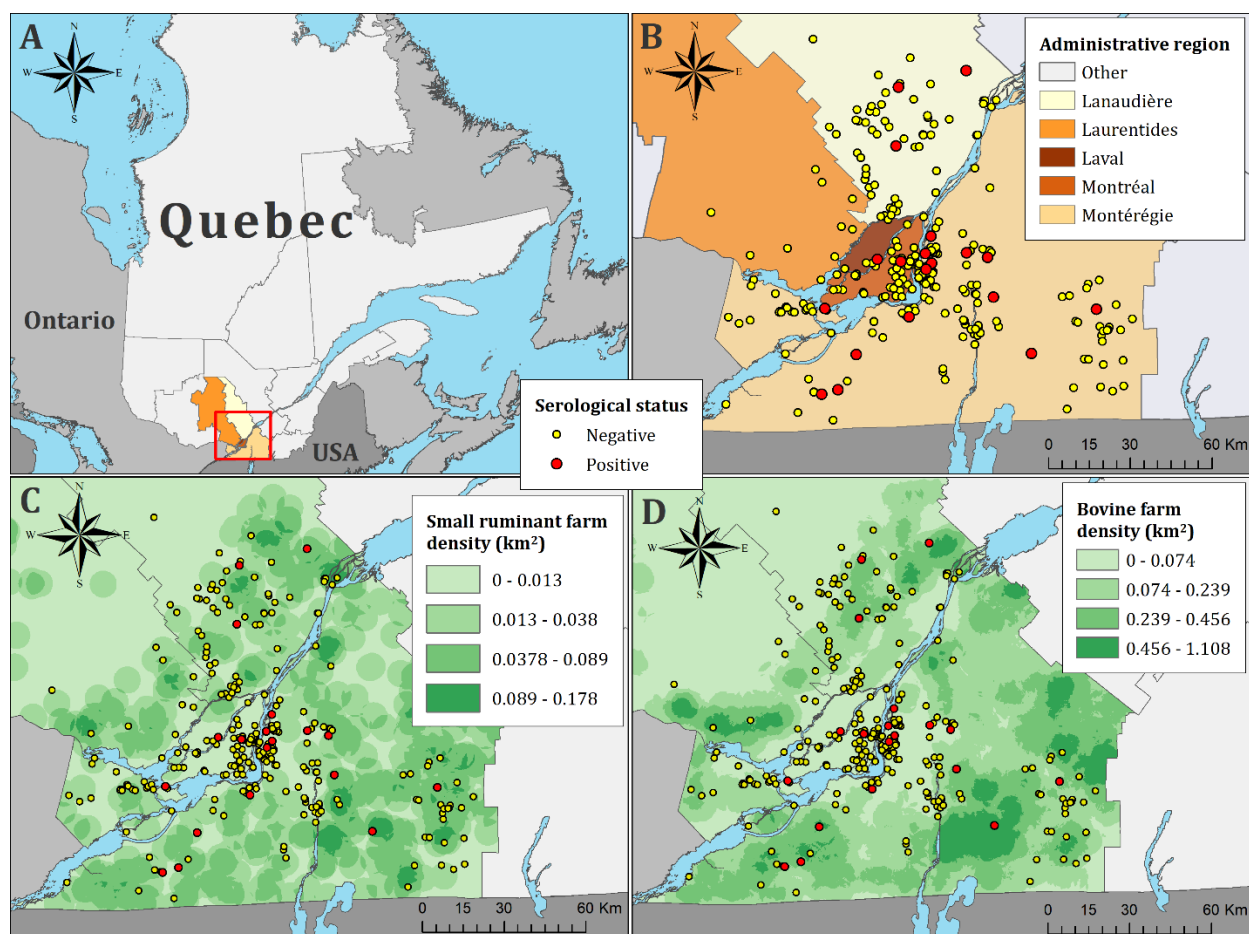 A
N
W E
S
Quebec
Ontario
USA
B
N
W E
S
Administrative region
Other
Lanaudière
Laurentides
Laval
Montréal
Montérégie
0 15 30 60 Km
Serological status
Negative
Positive
C
N
W E
S
Small ruminant farm
density (km²)
0 - 0.013
0.013 - 0.038
0.0378 - 0.089
0.089 - 0.178
0 15 30 60 Km
D
N
W E
S
Bovine farm
density (km²)
0 - 0.074
0.074 - 0.239
0.239 - 0.456
0.456 - 1.108
0 15 30 60 Km